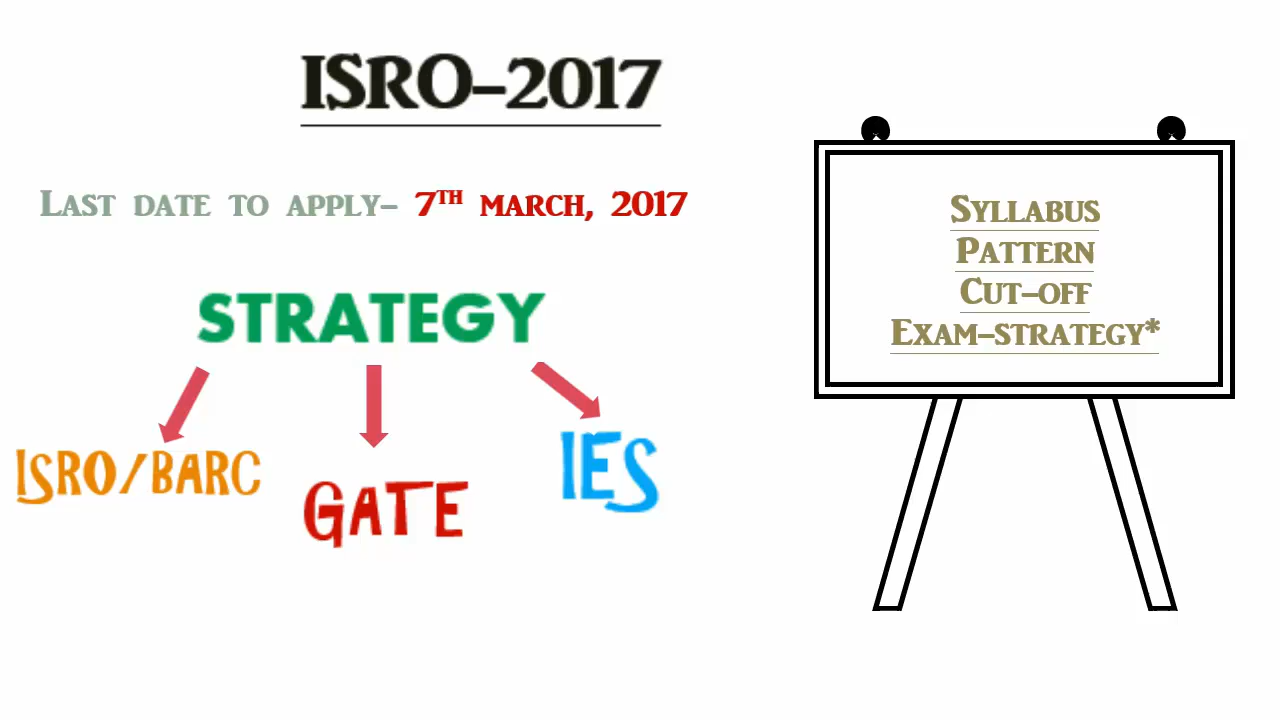 ISRO-2017
LAST DATE TO APPLY- 7TH MARCH, 2017
STRATEGY
ISRO/BARC
GATE
IES
SYLLABUS
PATTERN
CUT-OFF
EXAM-STRATEGY*